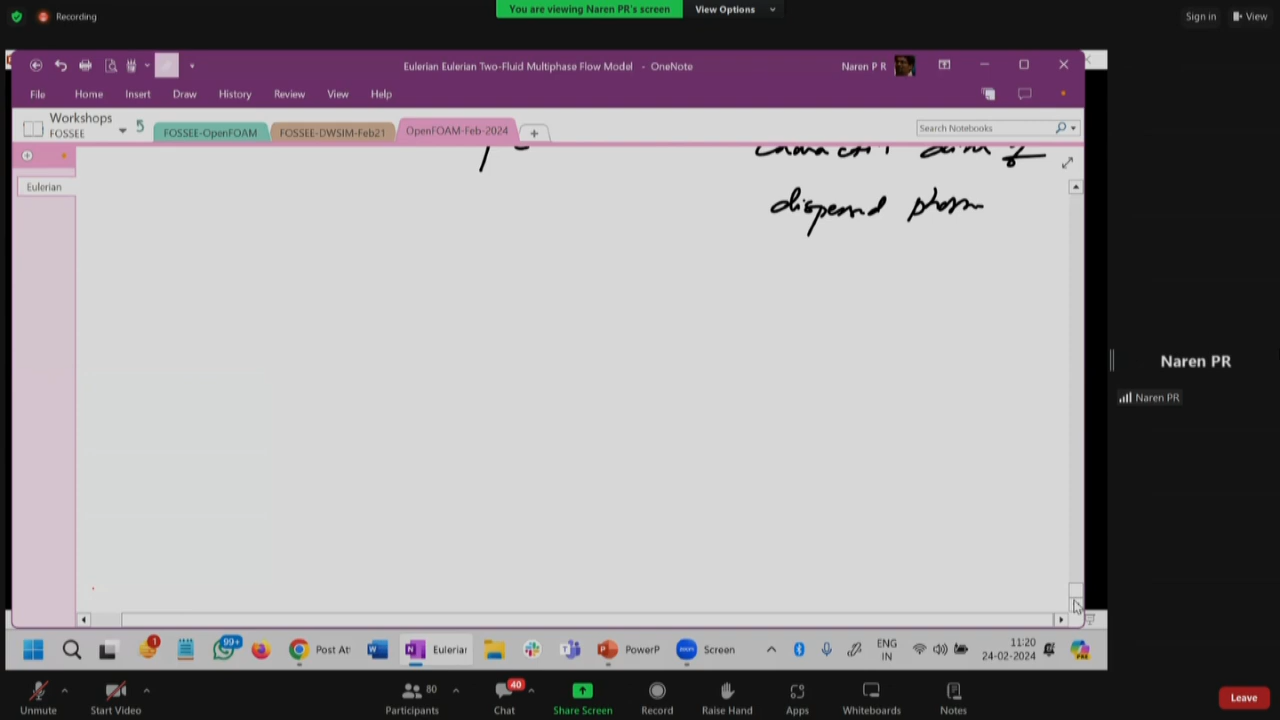 Recording
You are viewing Naren PR's screen
View Options
Sign in
View
Eulerian Eulerian Two-Fluid Multiphase Flow Model - OneNote
Naren P R
File
Home
Insert
Draw
History
Review
View
Help
Workshops
FOSSEE
FOSSEE-OpenFOAM
FOSSEE-DWSIM-Feb21
OpenFOAM-Feb-2024
Search Notebooks
Eulerian
dispersed phase
Naren PR
Naren PR
1
99+
Post At
Eulerian
PowerP
Screen
ENG
IN
11:20
24-02-2024
Unmute
Start Video
80
Participants
40
Chat
Share Screen
Record
Raise Hand
Apps
Whiteboards
Notes
Leave